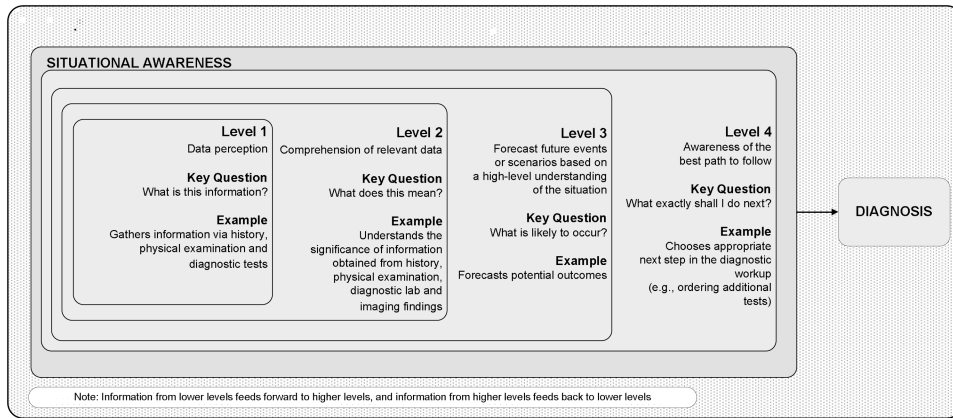 SITUATIONAL AWARENESS
Level 1
Data perception
Key Question
What is this information?
Example
Gathers information via history,
physical examination and
diagnostic tests
Level 2
Comprehension of relevant data
Key Question
What does this mean?
Example
Understands the
significance of information
obtained from history,
physical examination,
diagnostic lab and
imaging findings
Level 3
Forecast future events
or scenarios based on
a high-level understanding
of the situation
Key Question
What is likely to occur?
Example
Forecasts potential outcomes
Level 4
Awareness of the
best path to follow
Key Question
What exactly shall I do next?
Example
Chooses appropriate
next step in the diagnostic
workup
(e.g., ordering additional
tests)
DIAGNOSIS
Note: Information from lower levels feeds forward to higher levels, and information from higher levels feeds back to lower levels